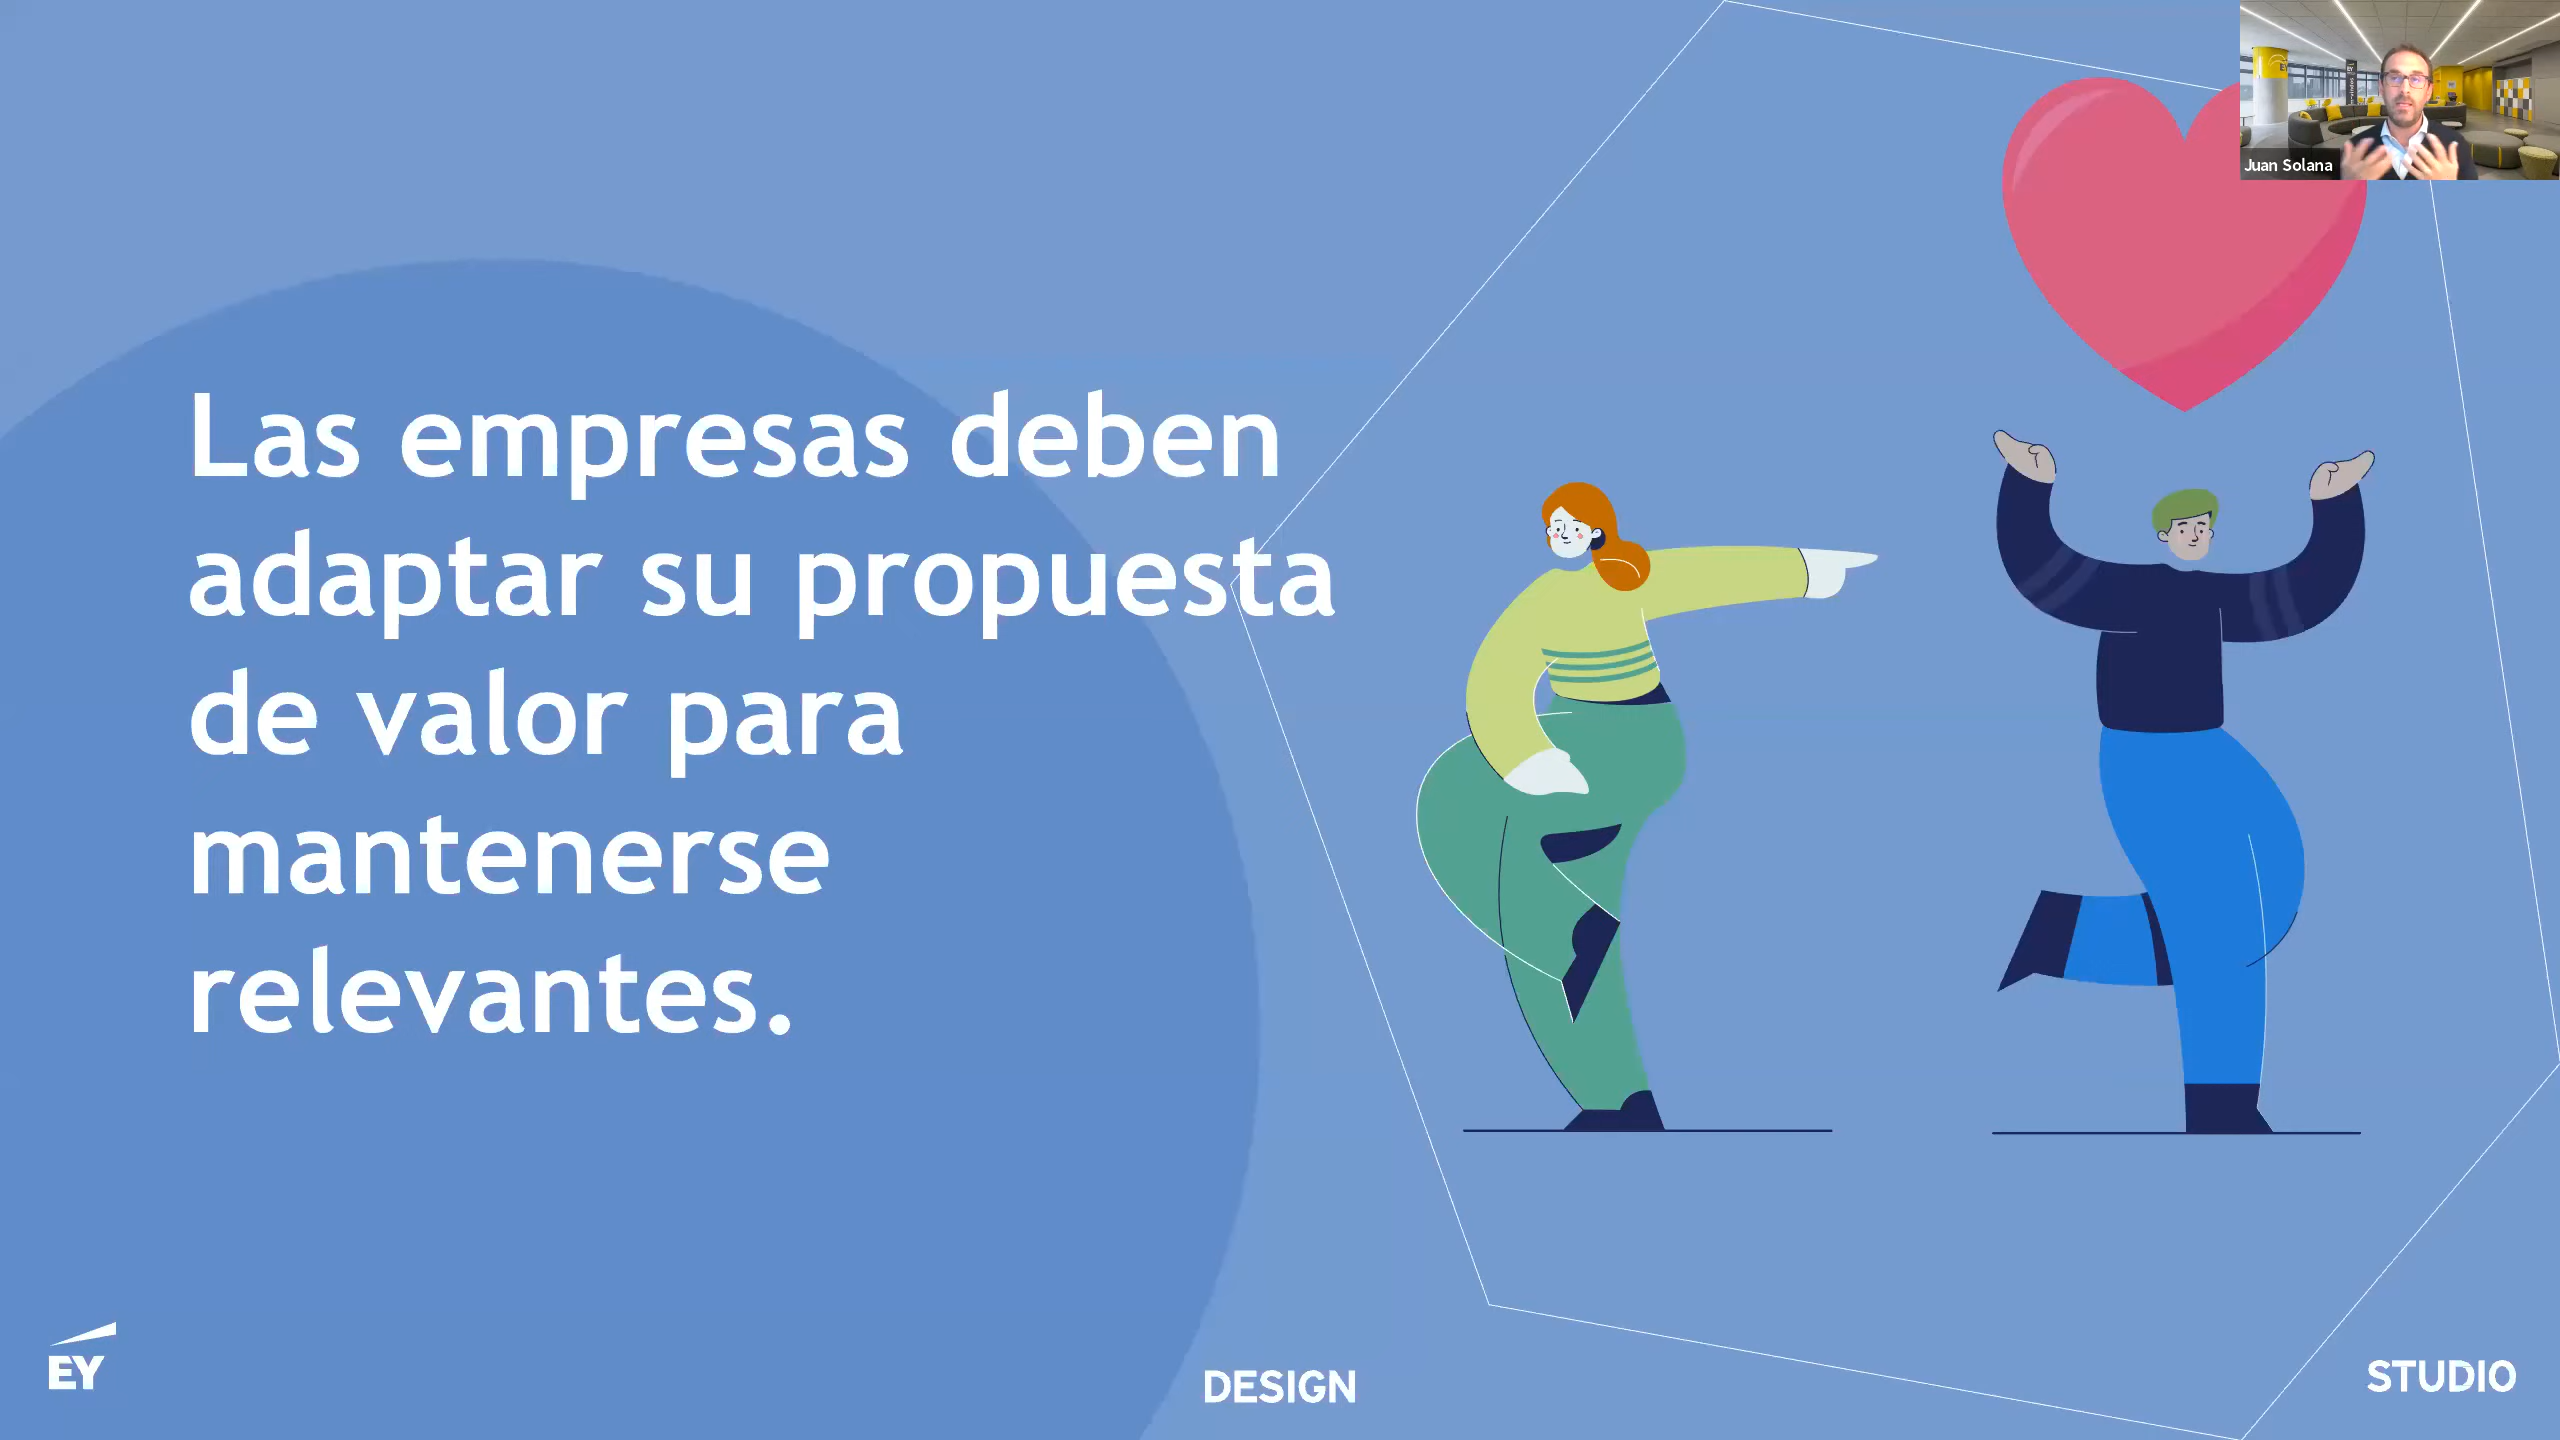 Juan Solana
Las empresas deben
adaptar su propuesta
de valor para
mantenerse
relevantes.
EY
DESIGN
STUDIO